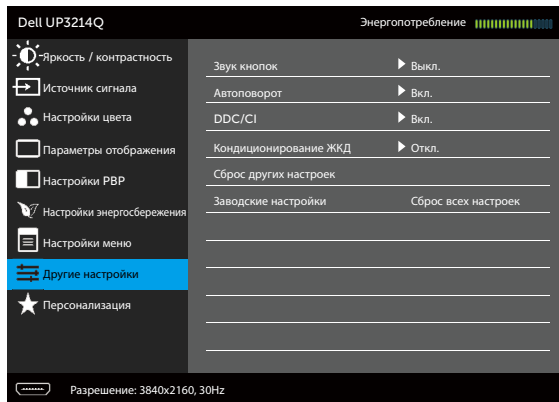 Dell UP3214Q
Энергопотребление
Яркость / контрастность
Источник сигнала
Настройки цвета
Параметры отображения
Настройки PBP
Настройки энергосбережения
Настройки меню
Другие настройки
Персонализация
Звук кнопок Выкл.
Автоповорот Вкл.
DDC/CI Вкл.
Кондиционирование ЖКД Откл.
Сброс других настроек
Заводские настройки Сброс всех настроек
Разрешение: 3840x2160, 30Hz